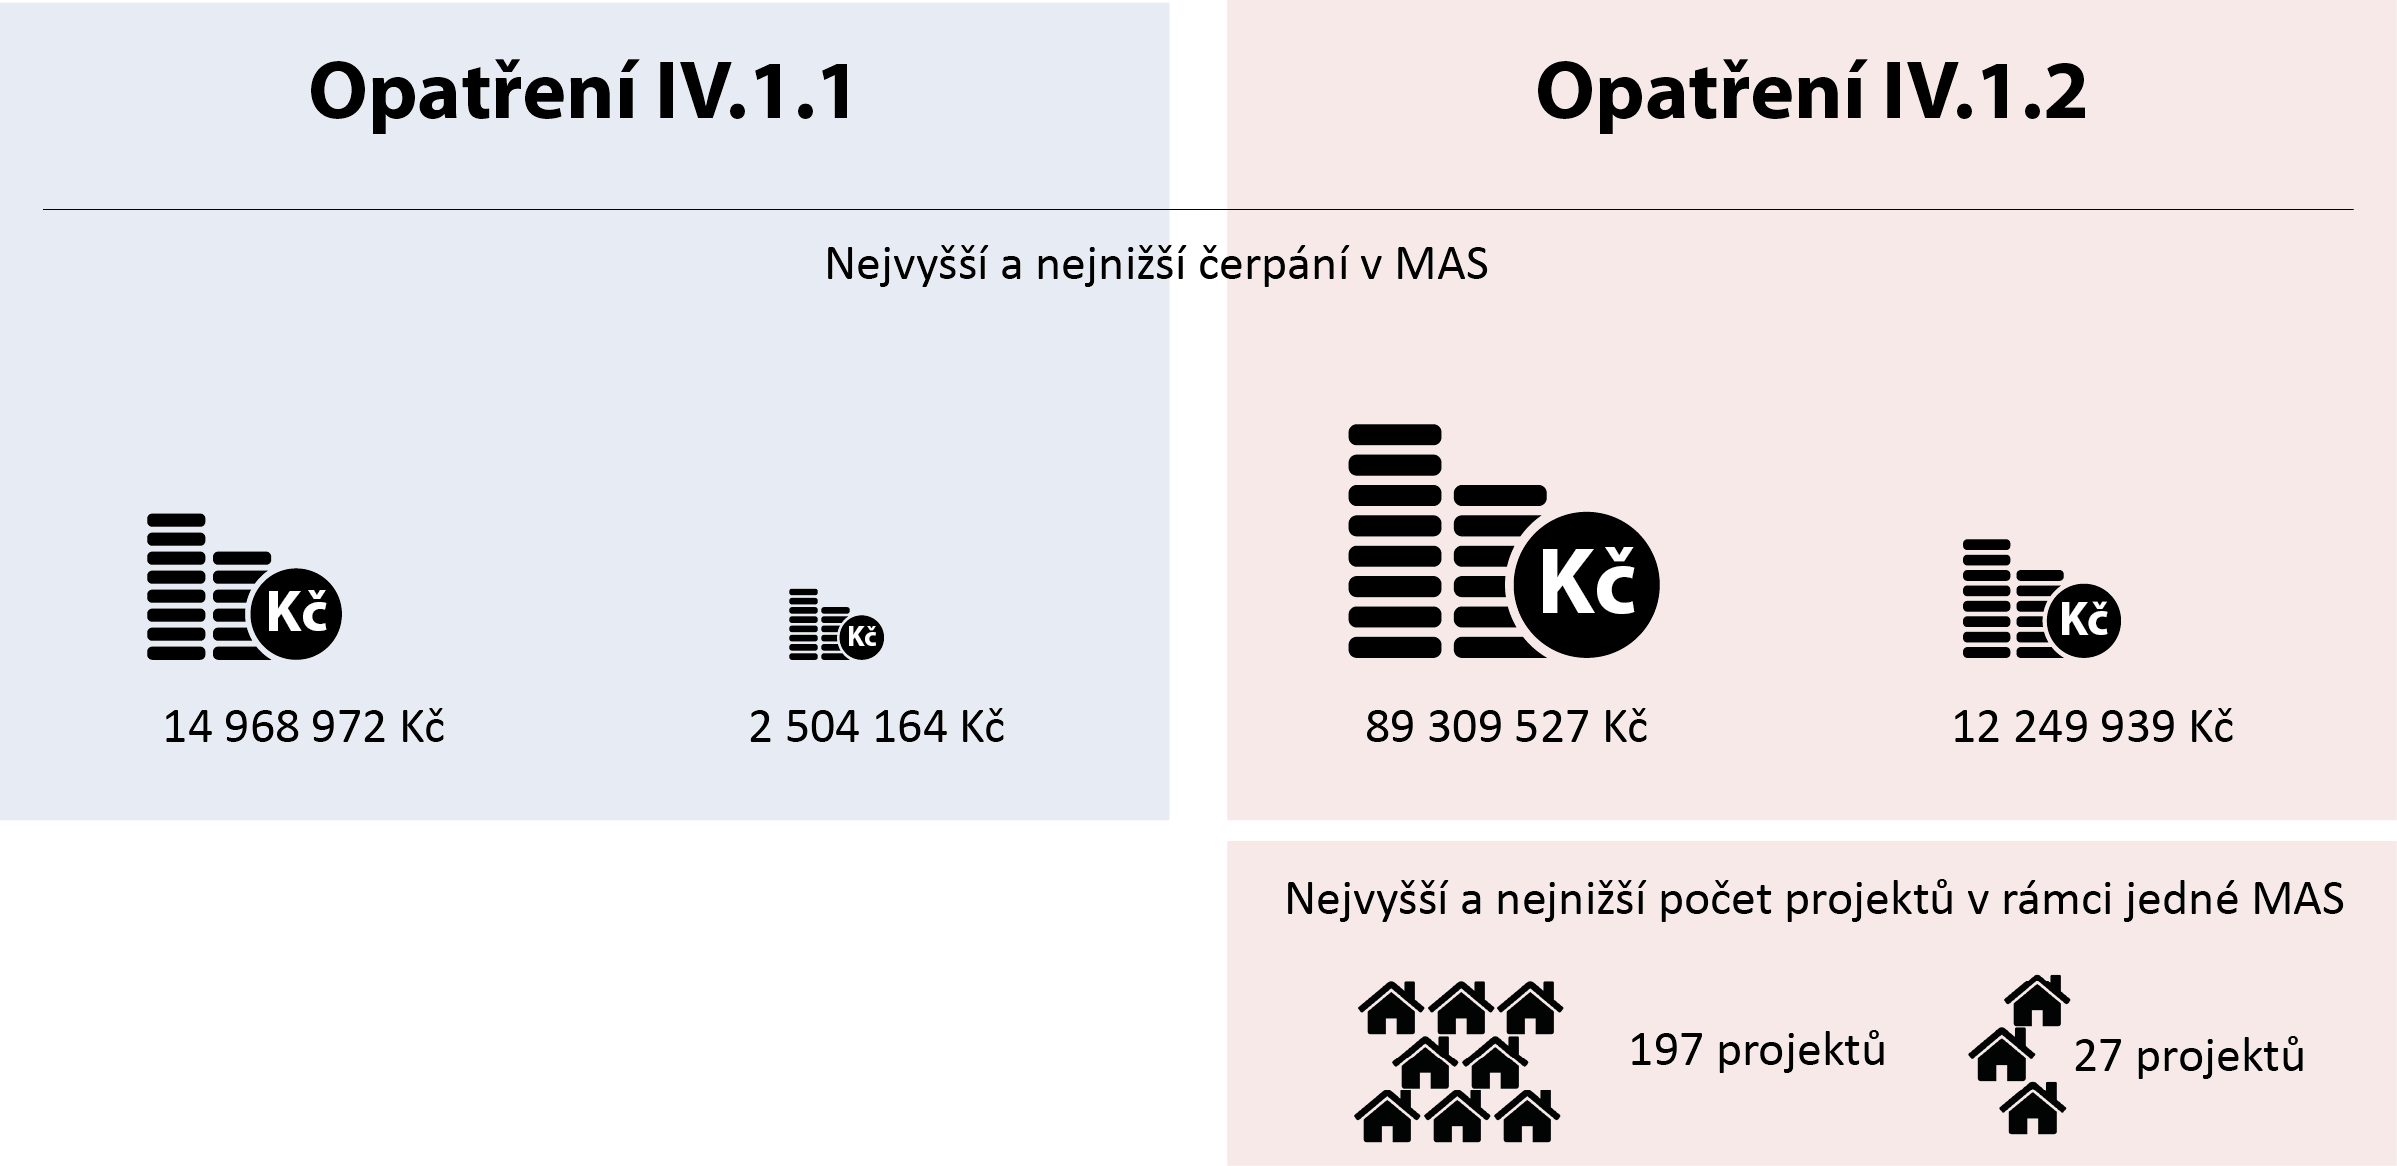 Opatření IV.1.1
Opatření IV.1.2
Nejvyšší a nejnižší čerpání v MAS
Kč
Kč
Kč
Kč
14 968 972 Kč
2 504 164 Kč
89 309 527 Kč
12 249 939 Kč
Nejvyšší a nejnižší počet projektů v rámci jedné MAS
197 projektů
27 projektů